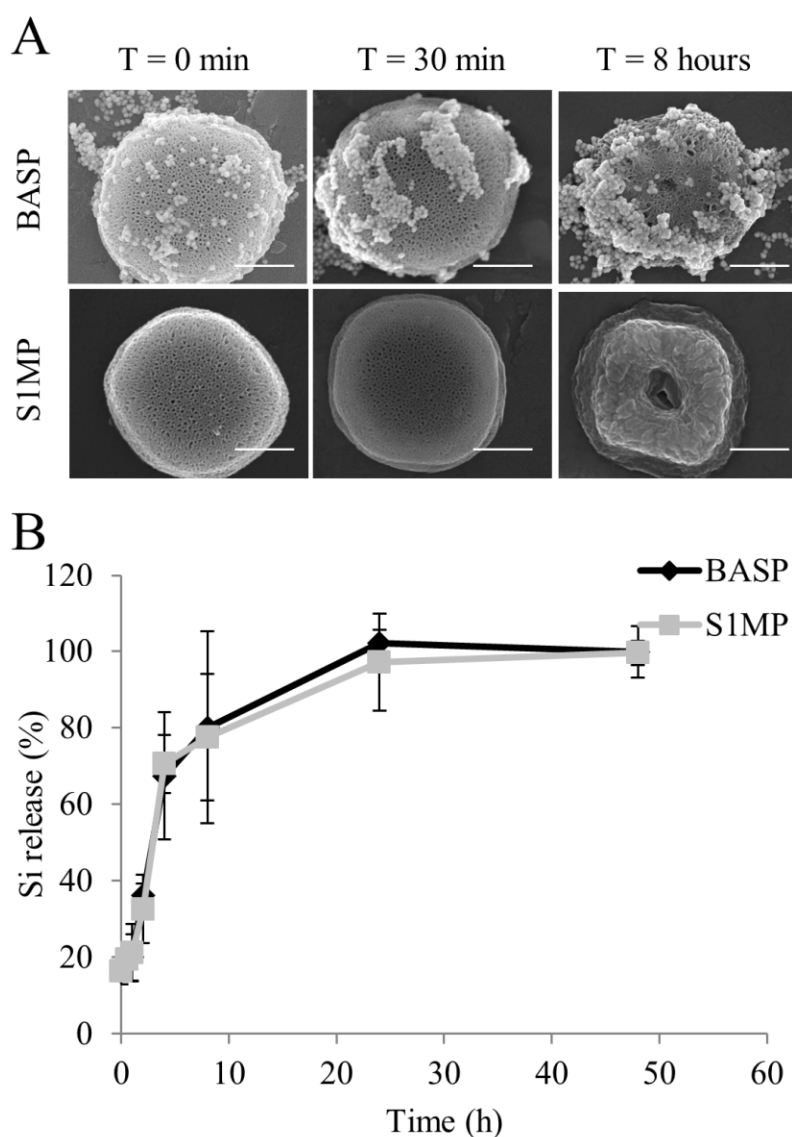 A
T = 0 min
T = 30 min
T = 8 hours
BASP
S1MP
B
120
100
80
60
40
20
0
Si release (%)
BASP
S1MP
0
10
20
30
40
50
60
Time (h)